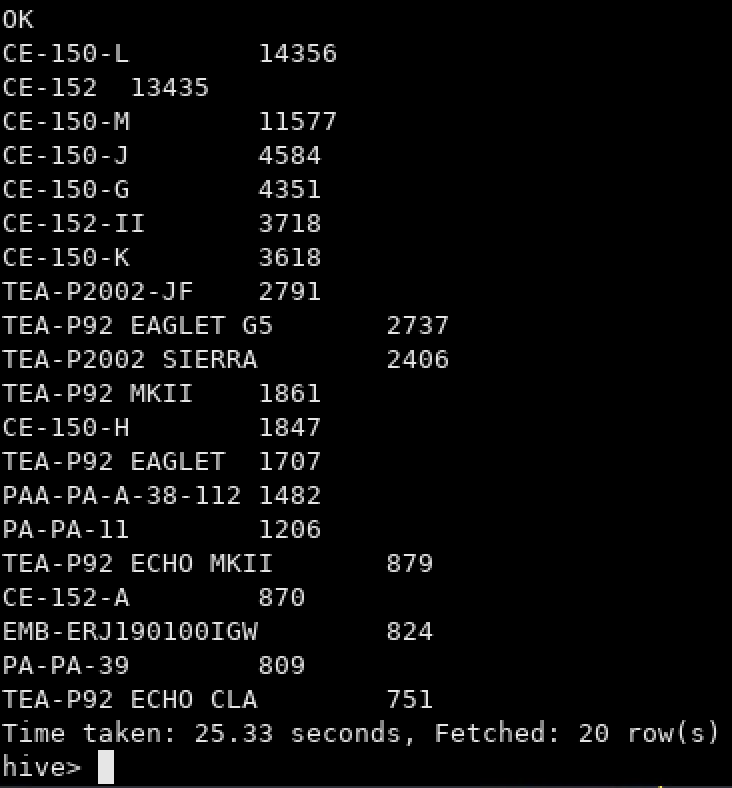 OK
CE-150-L 14356
CE-152 13435
CE-150-M 11577
CE-150-J 4584
CE-150-G 4351
CE-152-II 3718
CE-150-K 3618
TEA-P2002-JF 2791
TEA-P92 EAGLET G5 2737
TEA-P2002 SIERRA 2406
TEA-P92 MKII 1861
CE-150-H 1847
TEA-P92 EAGLET 1707
PAA-PA-A-38-112 1482
PA-PA-11 1206
TEA-P92 ECHO MKII 879
CE-152-A 870
EMB-ERJ190100IGW 824
PA-PA-39 809
TEA-P92 ECHO CLA 751
Time taken: 25.33 seconds, Fetched: 20 row(s)
hive>